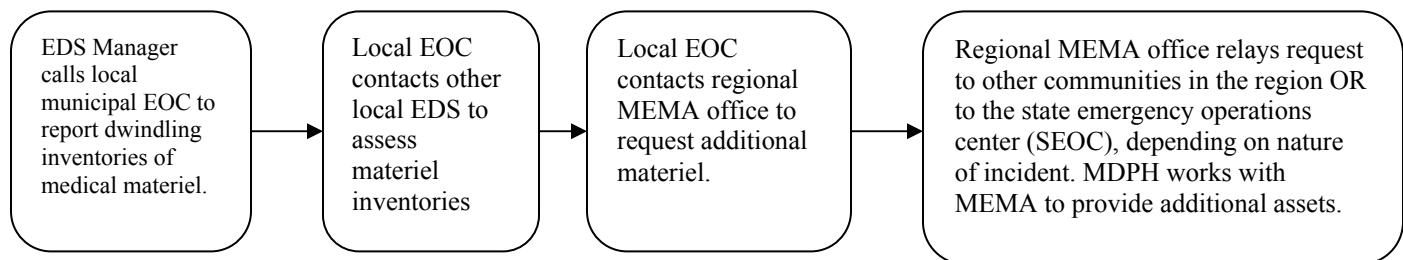 EDS Manager
calls local
municipal EOC to
report dwindling
inventories of
medical materiel.
Local EOC
contacts other
local EDS to
assess
materiel
inventories
Local EOC
contacts regional
MEMA office to
request additional
materiel.
Regional MEMA office relays request
to other communities in the region OR
to the state emergency operations
center (SEOC), depending on nature
of incident. MDPH works with
MEMA to provide additional assets.